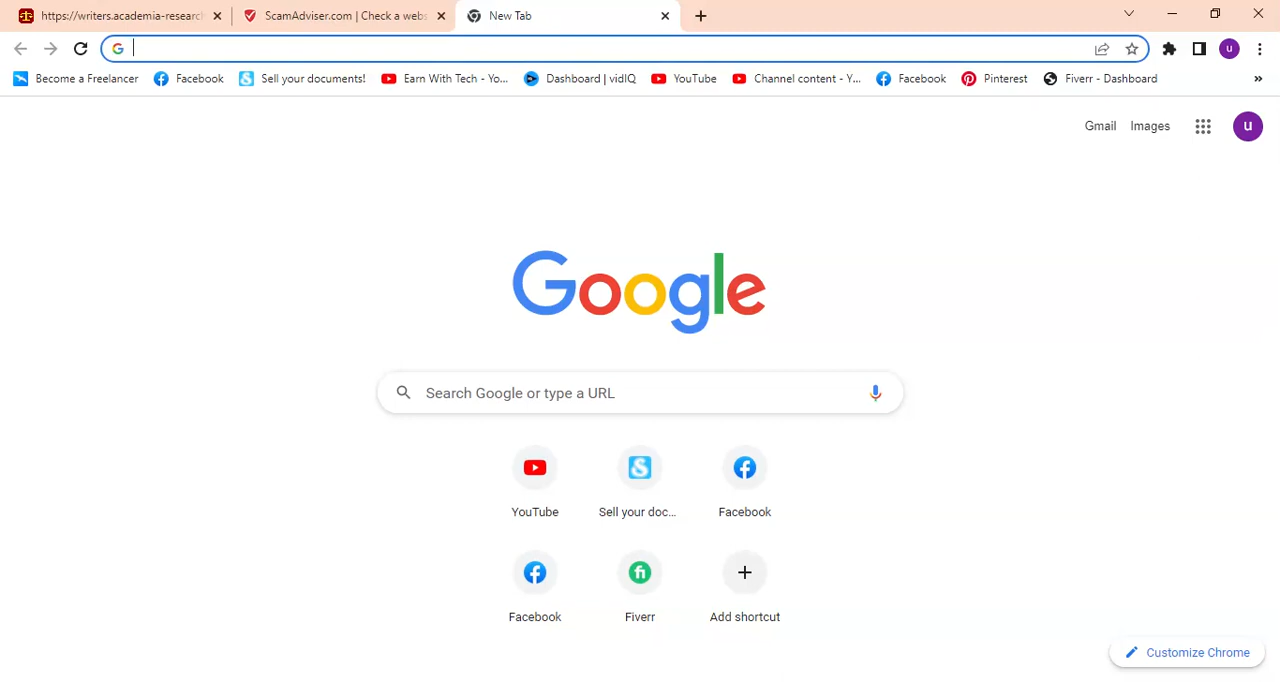 https://writers.academia-research
ScamAdviser.com | Check a webs
New Tab
Become a Freelancer
Facebook
Sell your documents!
Earn With Tech - Yo...
Dashboard | vidIQ
YouTube
Channel content - Y...
Facebook
Pinterest
Fiverr - Dashboard
»
Gmail
Images
u
u
Google
Search Google or type a URL
YouTube
Sell your doc...
Facebook
Facebook
Fiverr
Add shortcut
Customize Chrome